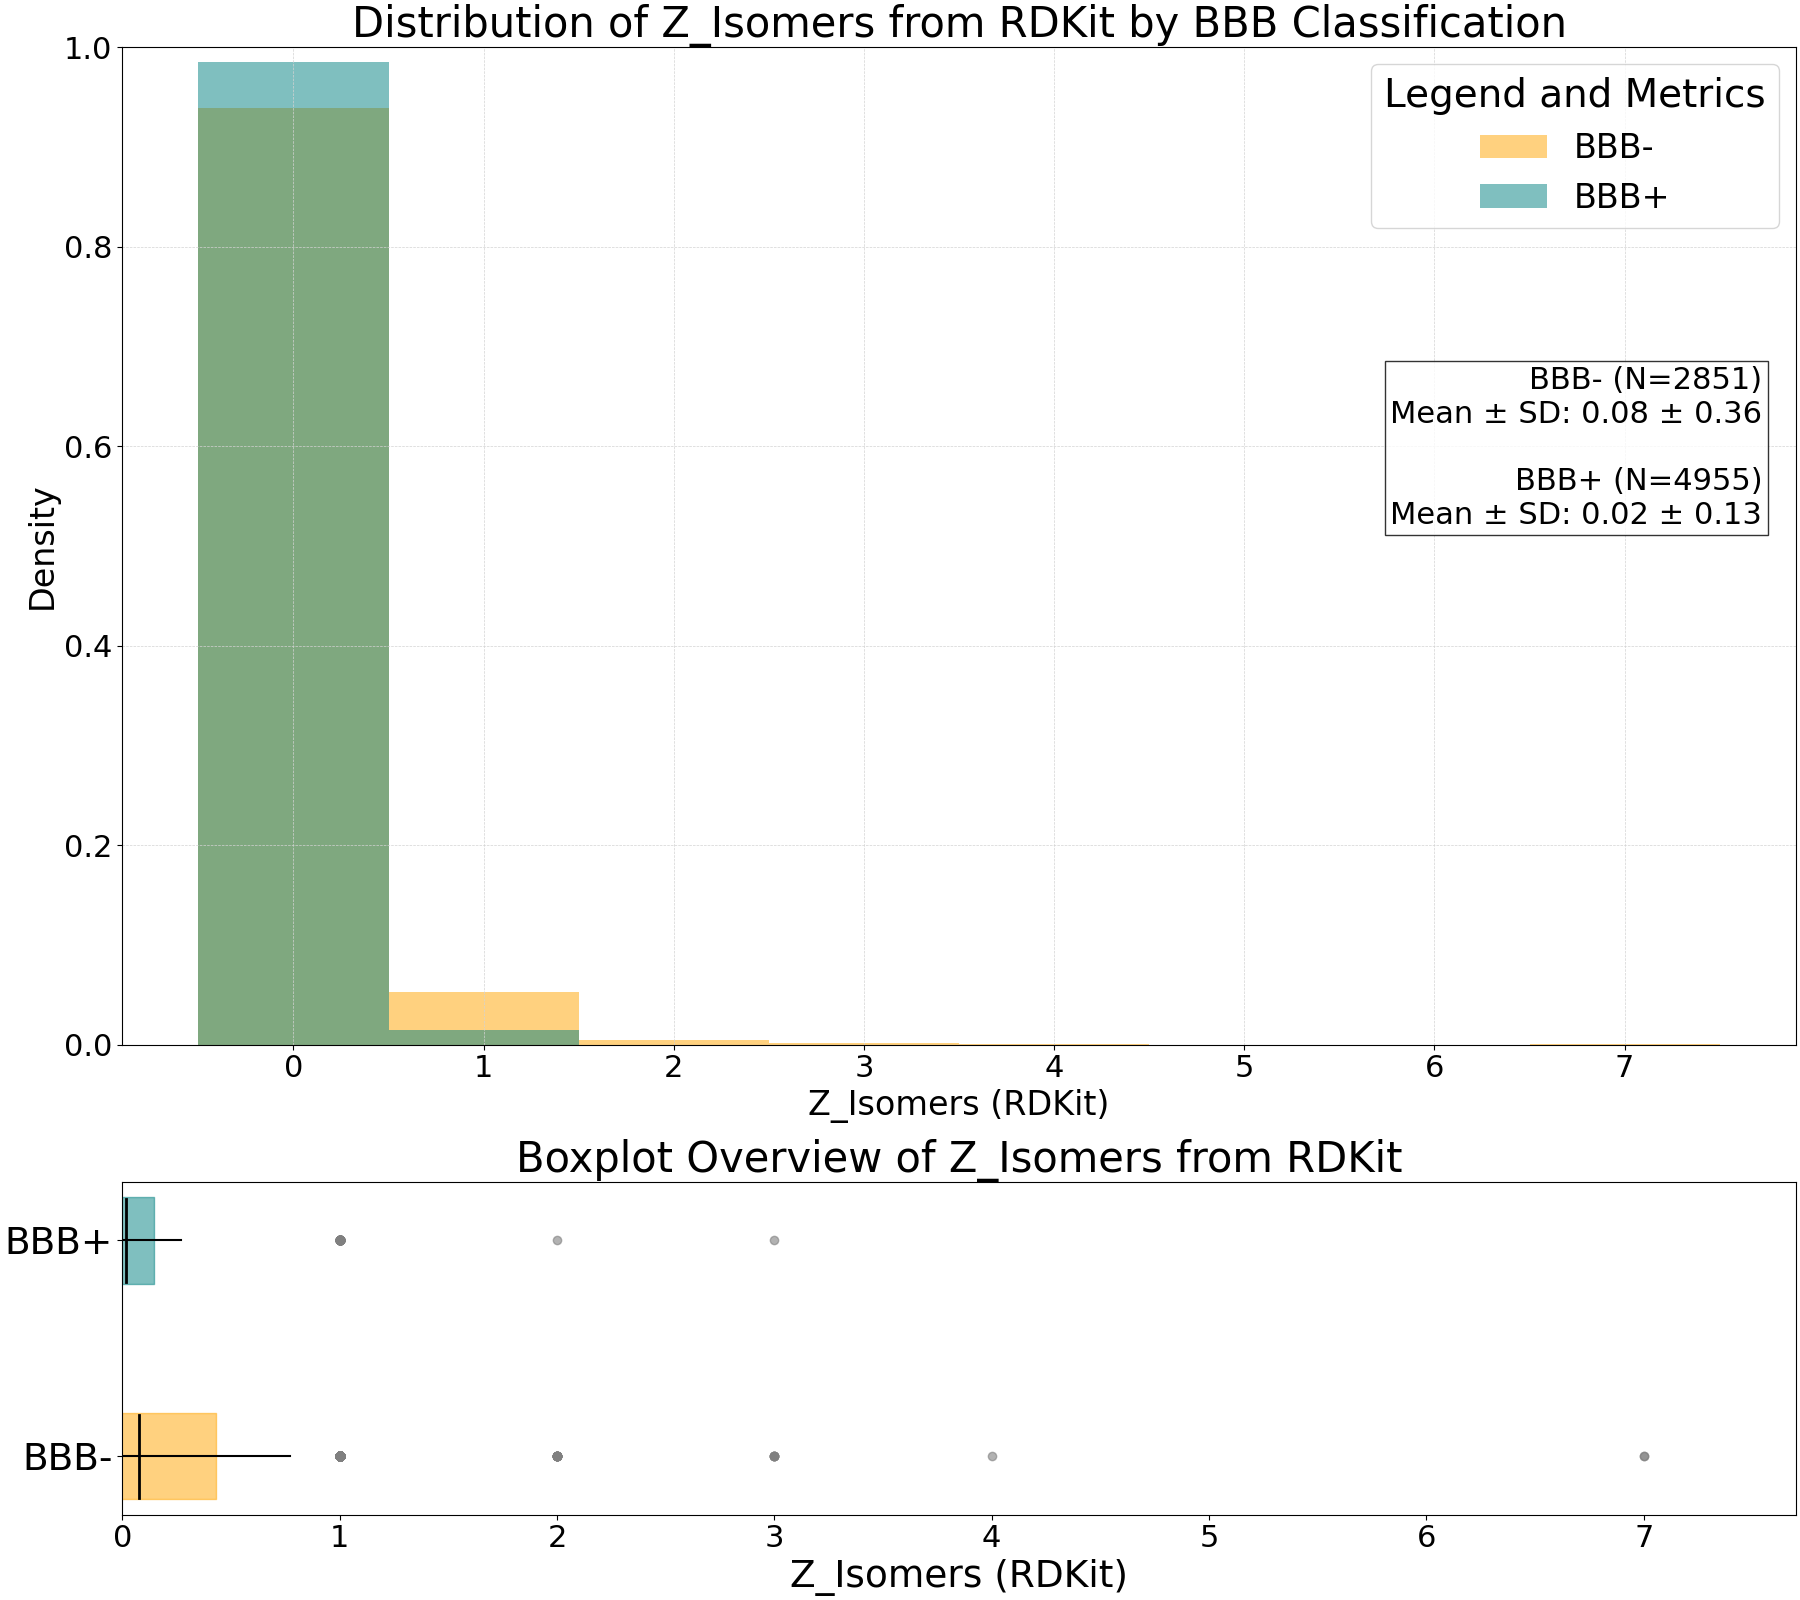 Distribution of Z_Isomers from RDKit by BBB Classification
1.0
0.8
0.6
0.4
0.2
0.0
Density
Legend and Metrics
BBB-
BBB+
BBB- (N=2851)
Mean ± SD: 0.08 ± 0.36
BBB+ (N=4955)
Mean ± SD: 0.02 ± 0.13
0 1 2 3 4 5 6 7
Z_Isomers (RDKit)
Boxplot Overview of Z_Isomers from RDKit
BBB+
BBB-
0 1 2 3 4 5 6 7
Z_Isomers (RDKit)